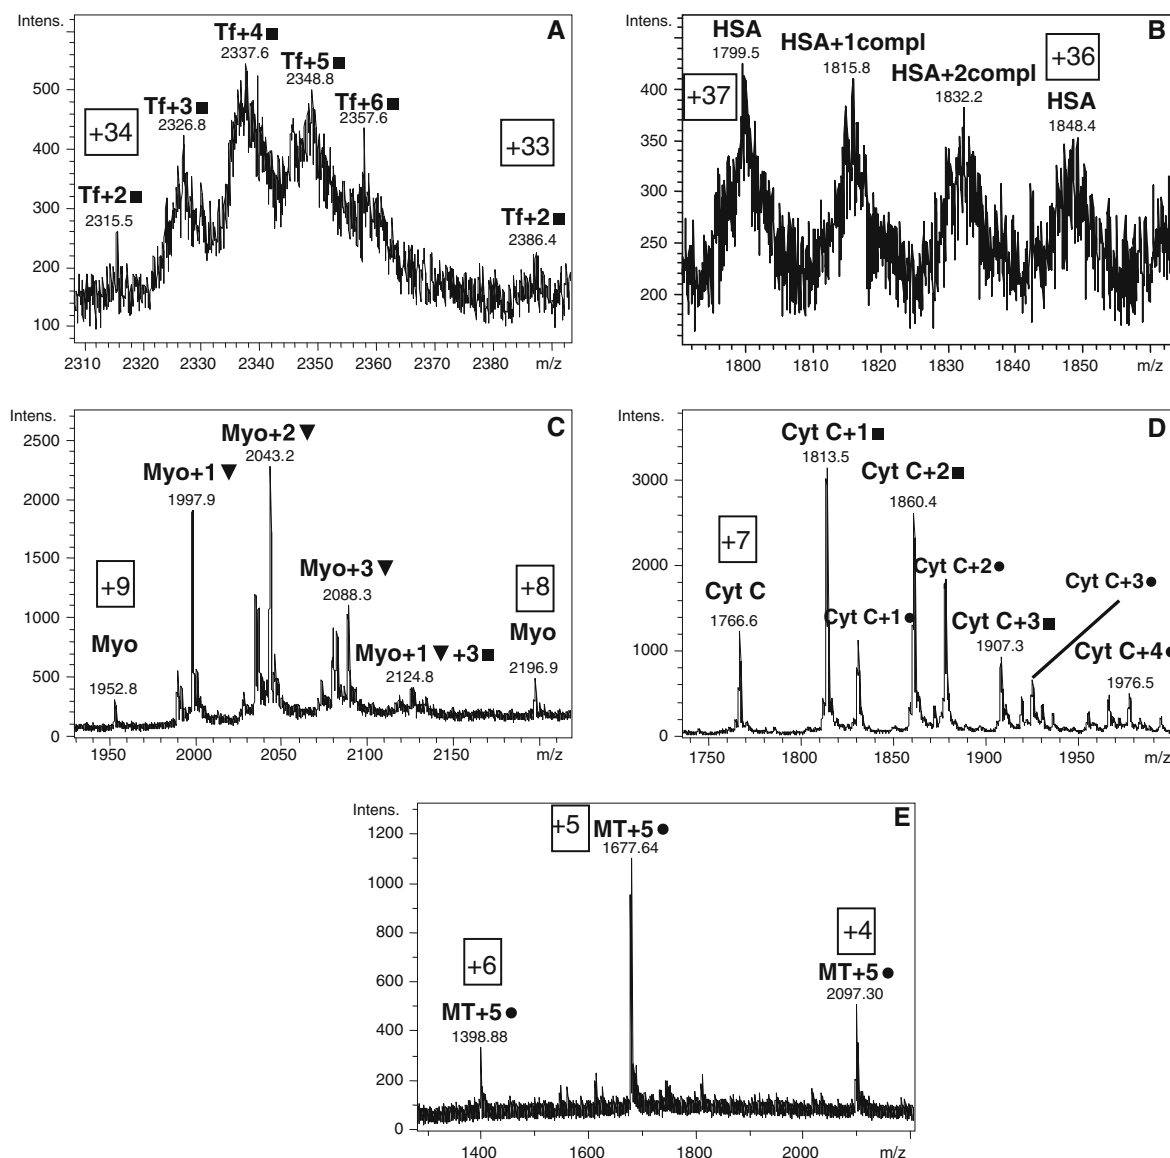 Intens.
A
Tf+4■
2337.6
Tf+5■
2348.8
Tf+6■
2357.6
Tf+3■
2326.8
+34
+33
Tf+2■
2315.5
Tf+2■
2386.4
500
400
300
200
100
2310 2320 2330 2340 2350 2360 2370 2380 m/z
Intens.
B
HSA
1799.5
HSA+1compl
1815.8
HSA+2compl
1832.2
+36
HSA
1848.4
+37
400
350
300
250
200
1800 1810 1820 1830 1840 1850 m/z
Intens.
C
Myo+2▼
2043.2
Myo+1▼
1997.9
Myo+3▼
2088.3
+9
+8
Myo
1952.8
Myo
2196.9
Myo+1▼+3■
2124.8
2500
2000
1500
1000
500
0
1950 2000 2050 2100 2150 m/z
Intens.
D
Cyt C+1■
1813.5
Cyt C+2■
1860.4
+7
Cyt C
1766.6
Cyt C+2●
Cyt C+3●
Cyt C+1●
Cyt C+3■
1907.3
Cyt C+4●
1976.5
3000
2000
1000
0
1750 1800 1850 1900 1950 m/z
Intens.
E
+5
MT+5●
1677.64
+4
MT+5●
2097.30
+6
MT+5●
1398.88
1200
1000
800
600
400
200
0
1400 1600 1800 2000 m/z